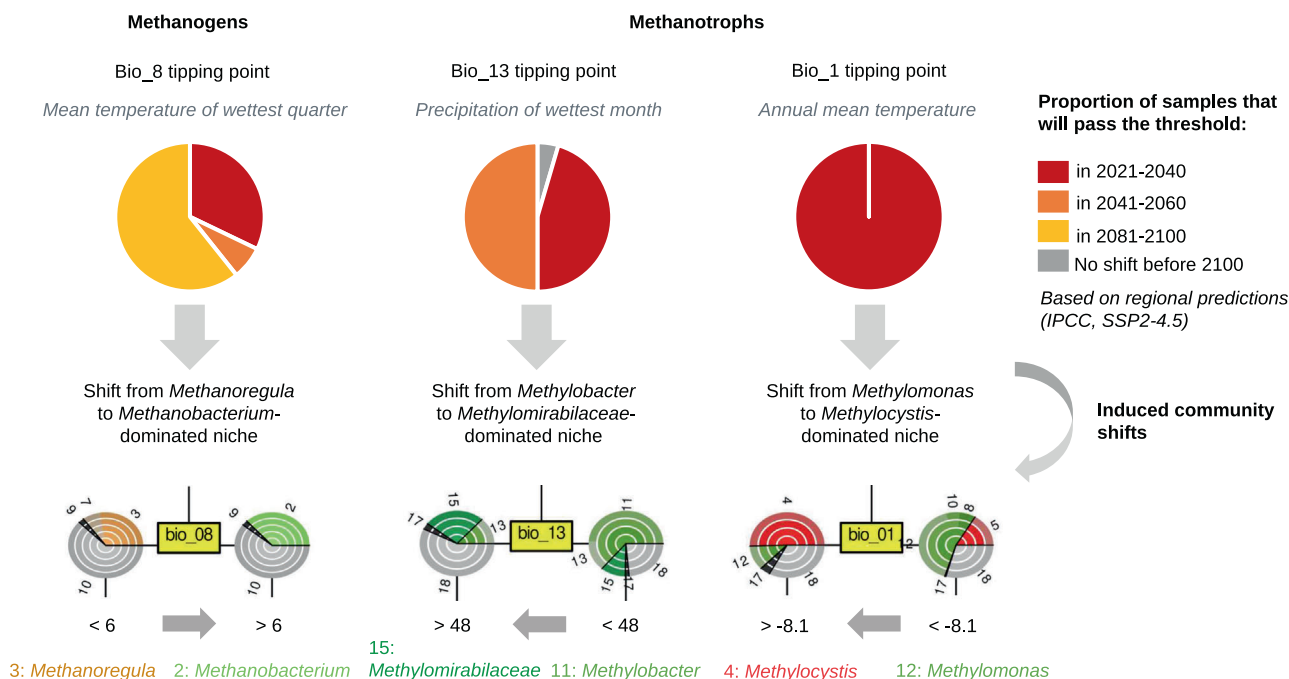 Methanogens
Methanotrophs
Bio_8 tipping point
Bio_13 tipping point
Bio_1 tipping point
Mean temperature of wettest quarter
Precipitation of wettest month
Annual mean temperature
Proportion of samples that
will pass the threshold:
in 2021-2040
in 2041-2060
in 2081-2100
No shift before 2100
Based on regional predictions
(IPCC, SSP2-4.5)
Shift from Methanoregula
to Methanobacterium-
dominated niche
Shift from Methylobacter
to Methylomirabilaceae-
dominated niche
Shift from Methylomonas
to Methylocystis-
dominated niche
Induced community
shifts
9 7 3
10
bio_08
9 2
10
17 15 13
18
bio_13
11
13 15 17 18
4
12 17 18
bio_01
10 8 5
12 17 18
< 6
> 6
> 48
< 48
> -8.1
< -8.1
3: Methanoregula
2: Methanobacterium
15:
Methylomirabilaceae
11: Methylobacter
4: Methylocystis
12: Methylomonas